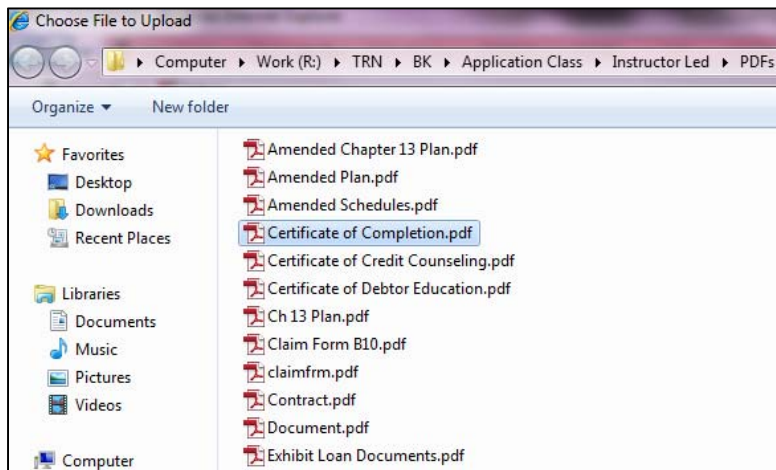 Choose File to Upload
Computer ▸ Work (R:) ▸ TRN ▸ BK ▸ Application Class ▸ Instructor Led ▸ PDFs
Organize ▾ New folder
Favorites
Desktop
Downloads
Recent Places
Libraries
Documents
Music
Pictures
Videos
Computer
Amended Chapter 13 Plan.pdf
Amended Plan.pdf
Amended Schedules.pdf
Certificate of Completion.pdf
Certificate of Credit Counseling.pdf
Certificate of Debtor Education.pdf
Ch 13 Plan.pdf
Claim Form B10.pdf
claimfrm.pdf
Contract.pdf
Document.pdf
Exhibit Loan Documents.pdf